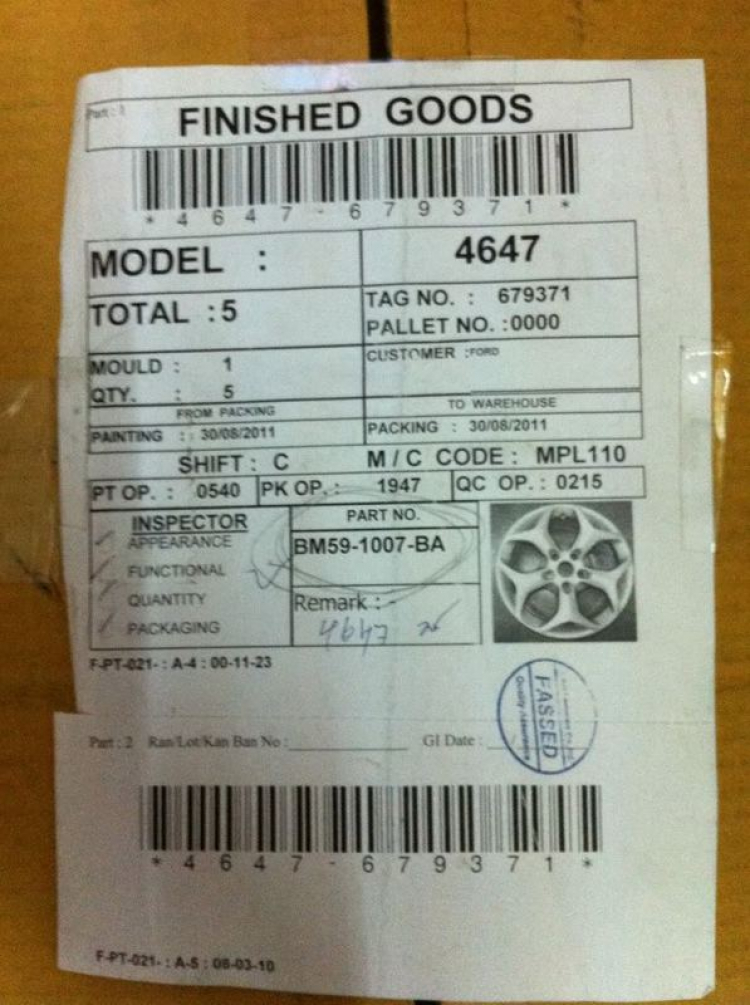 Part : 1
FINISHED GOODS
* 4 6 4 7 - 6 7 9 3 7 1 *
MODEL : 4647
TOTAL : 5
TAG NO. : 679371
PALLET NO. :0000
MOULD : 1
QTY. : 5
CUSTOMER :FORD
FROM PACKING
TO WAREHOUSE
PAINTING : 30/08/2011
PACKING : 30/08/2011
SHIFT : C M / C CODE : MPL110
PT OP. : 0540 PK OP. : 1947 QC OP. : 0215
INSPECTOR
APPEARANCE
FUNCTIONAL
QUANTITY
PACKAGING
PART NO.
BM59-1007-BA
Remark : -
4647
F-PT-021- : A-4 : 00-11-23
PASSED
Quality Assurance
Part : 2 Ran/Lot/Kan Ban No : GI Date :
* 4 6 4 7 - 6 7 9 3 7 1 *
F-PT-021- : A-5 : 08-03-10